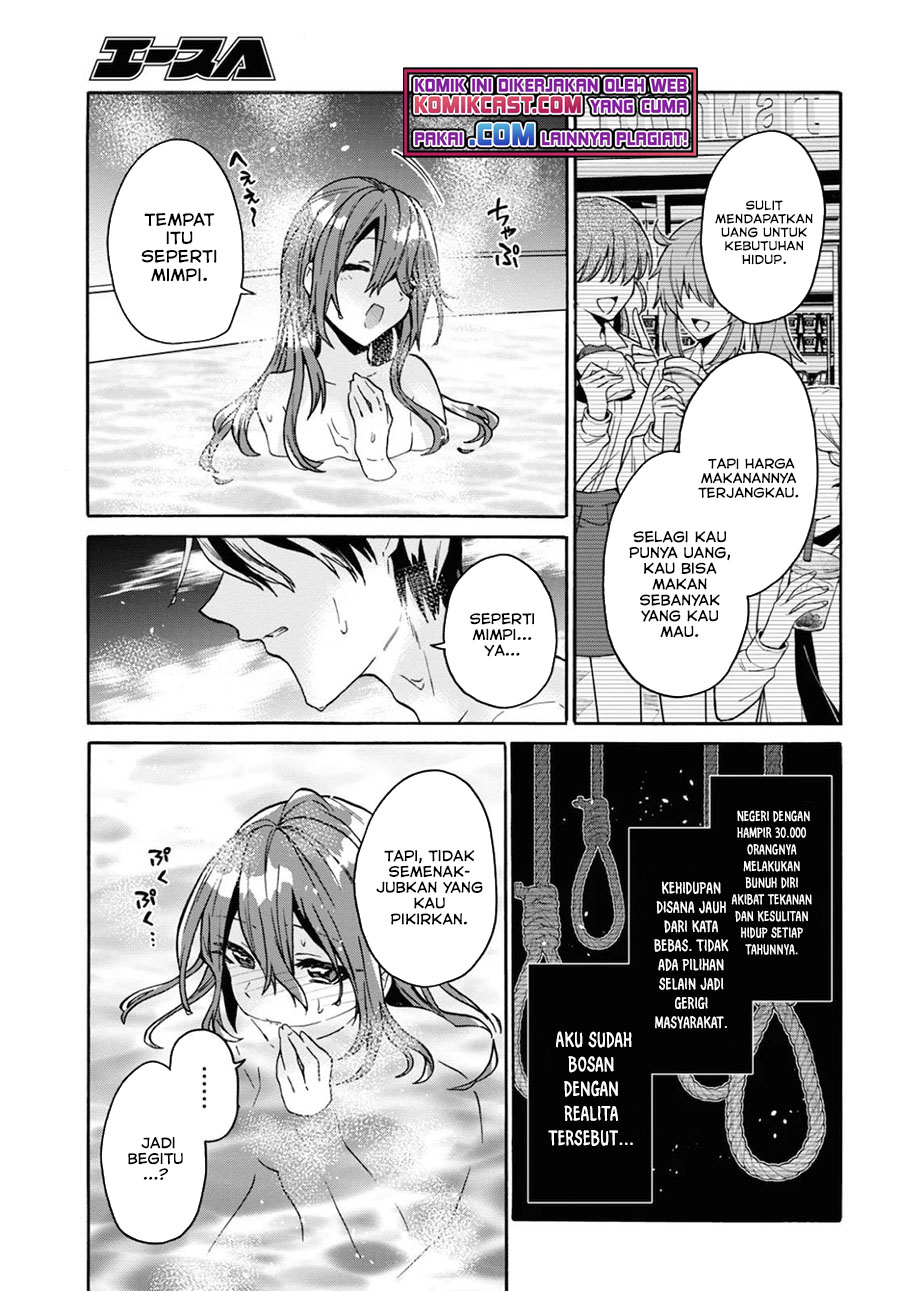 エースA
KOMIK INI DIKERJAKAN OLEH WEB
KOMIKCAST.COM YANG CUMA
PAKAI .COM LAINNYA PLAGIAT!
SULIT
MENDAPATKAN
UANG UNTUK
KEBUTUHAN
HIDUP.
TAPI HARGA
MAKANANNYA
TERJANGKAU.
SELAGI KAU
PUNYA UANG,
KAU BISA
MAKAN
SEBANYAK
YANG KAU
MAU.
へぇぇぇ〜
ちゃぷ
TEMPAT
ITU
SEPERTI
MIMPI.
SEPERTI
MIMPI...
YA...
NEGERI DENGAN
HAMPIR 30.000
ORANGNYA
MELAKUKAN
BUNUH DIRI
AKIBAT TEKANAN
DAN KESULITAN
HIDUP SETIAP
TAHUNNYA.
KEHIDUPAN
DISANA JAUH
DARI KATA
BEBAS. TIDAK
ADA PILIHAN
SELAIN JADI
GERIGI
MASYARAKAT.
AKU SUDAH
BOSAN
DENGAN
REALITA
TERSEBUT...
TAPI, TIDAK
SEMENAK-
JUBKAN YANG
KAU
PIKIRKAN.
ぷく
ぷく...
......
JADI
BEGITU
...?